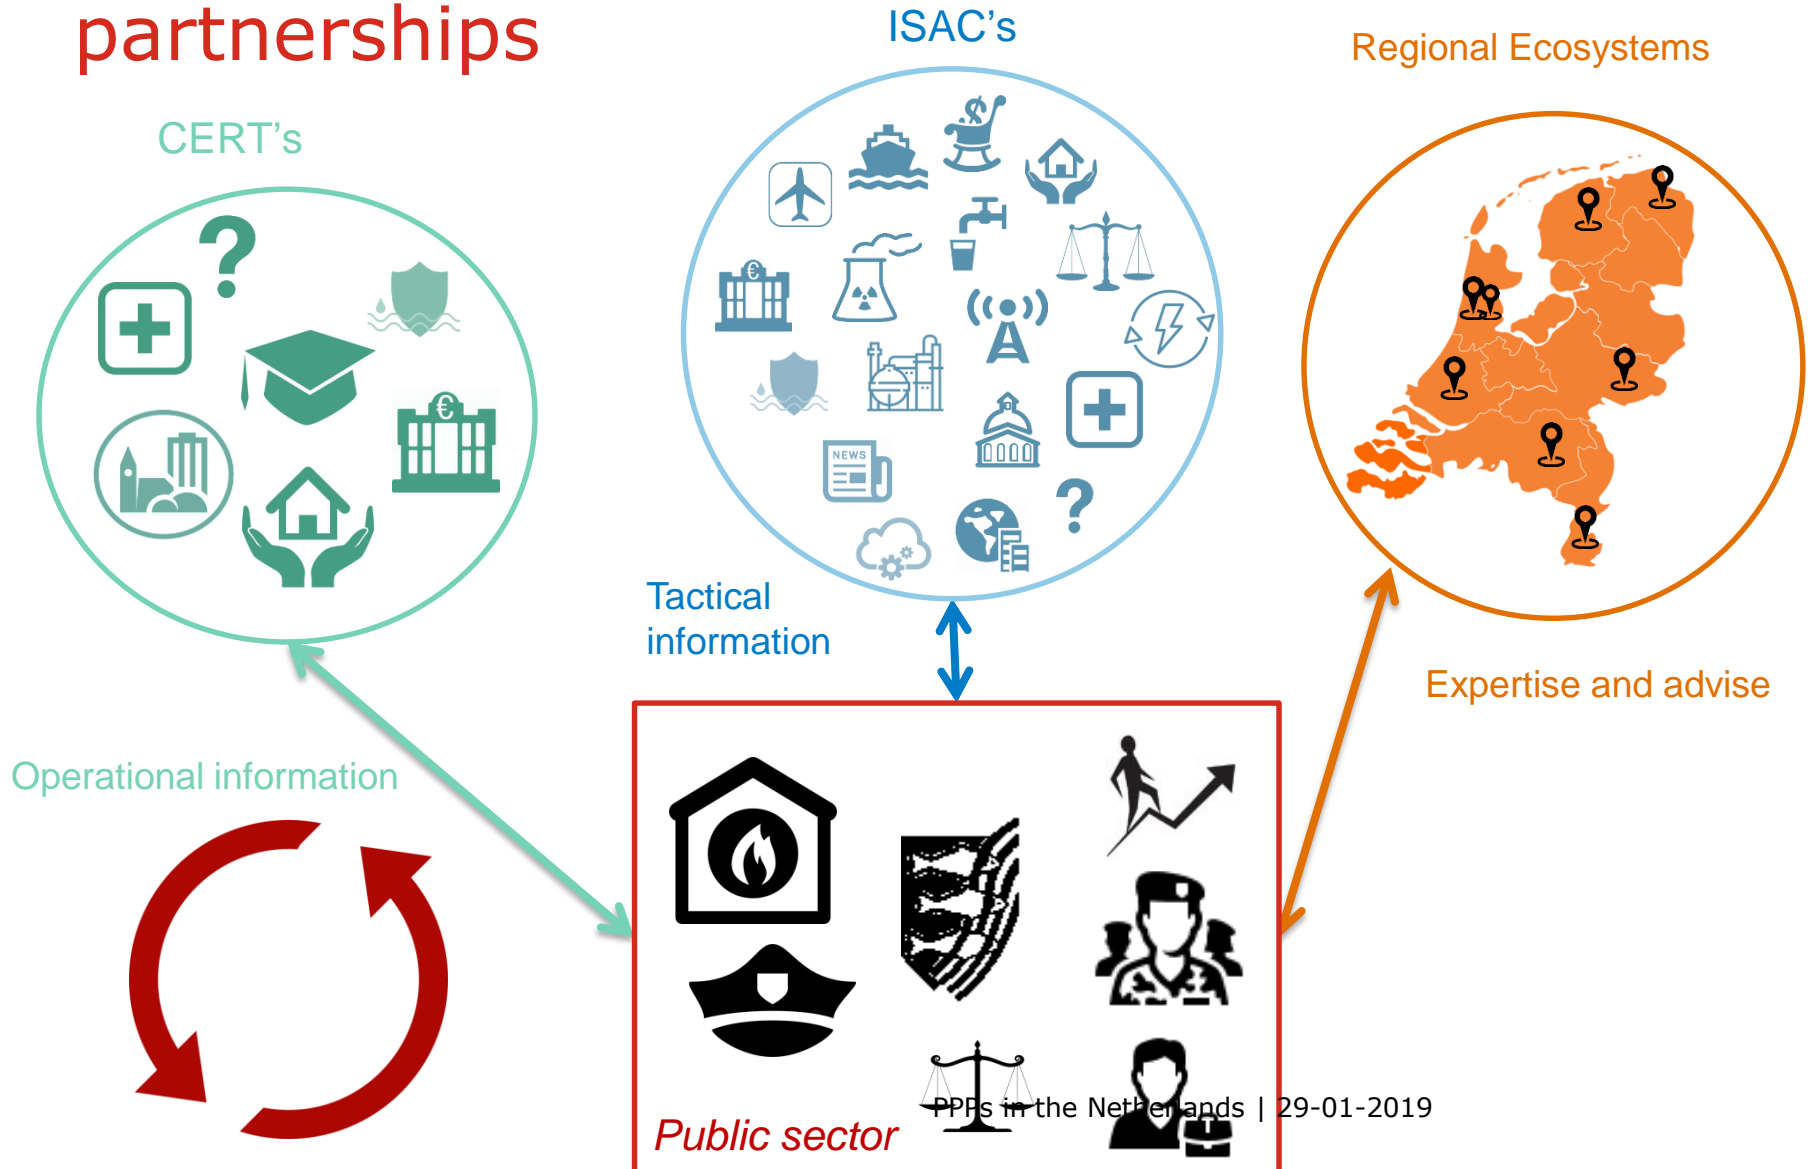 partnerships
ISAC's
Regional Ecosystems
CERT's
$
€
NEWS
€
?
?
Tactical
information
Expertise and advise
Operational information
Public sector
PPPs in the Netherlands | 29-01-2019